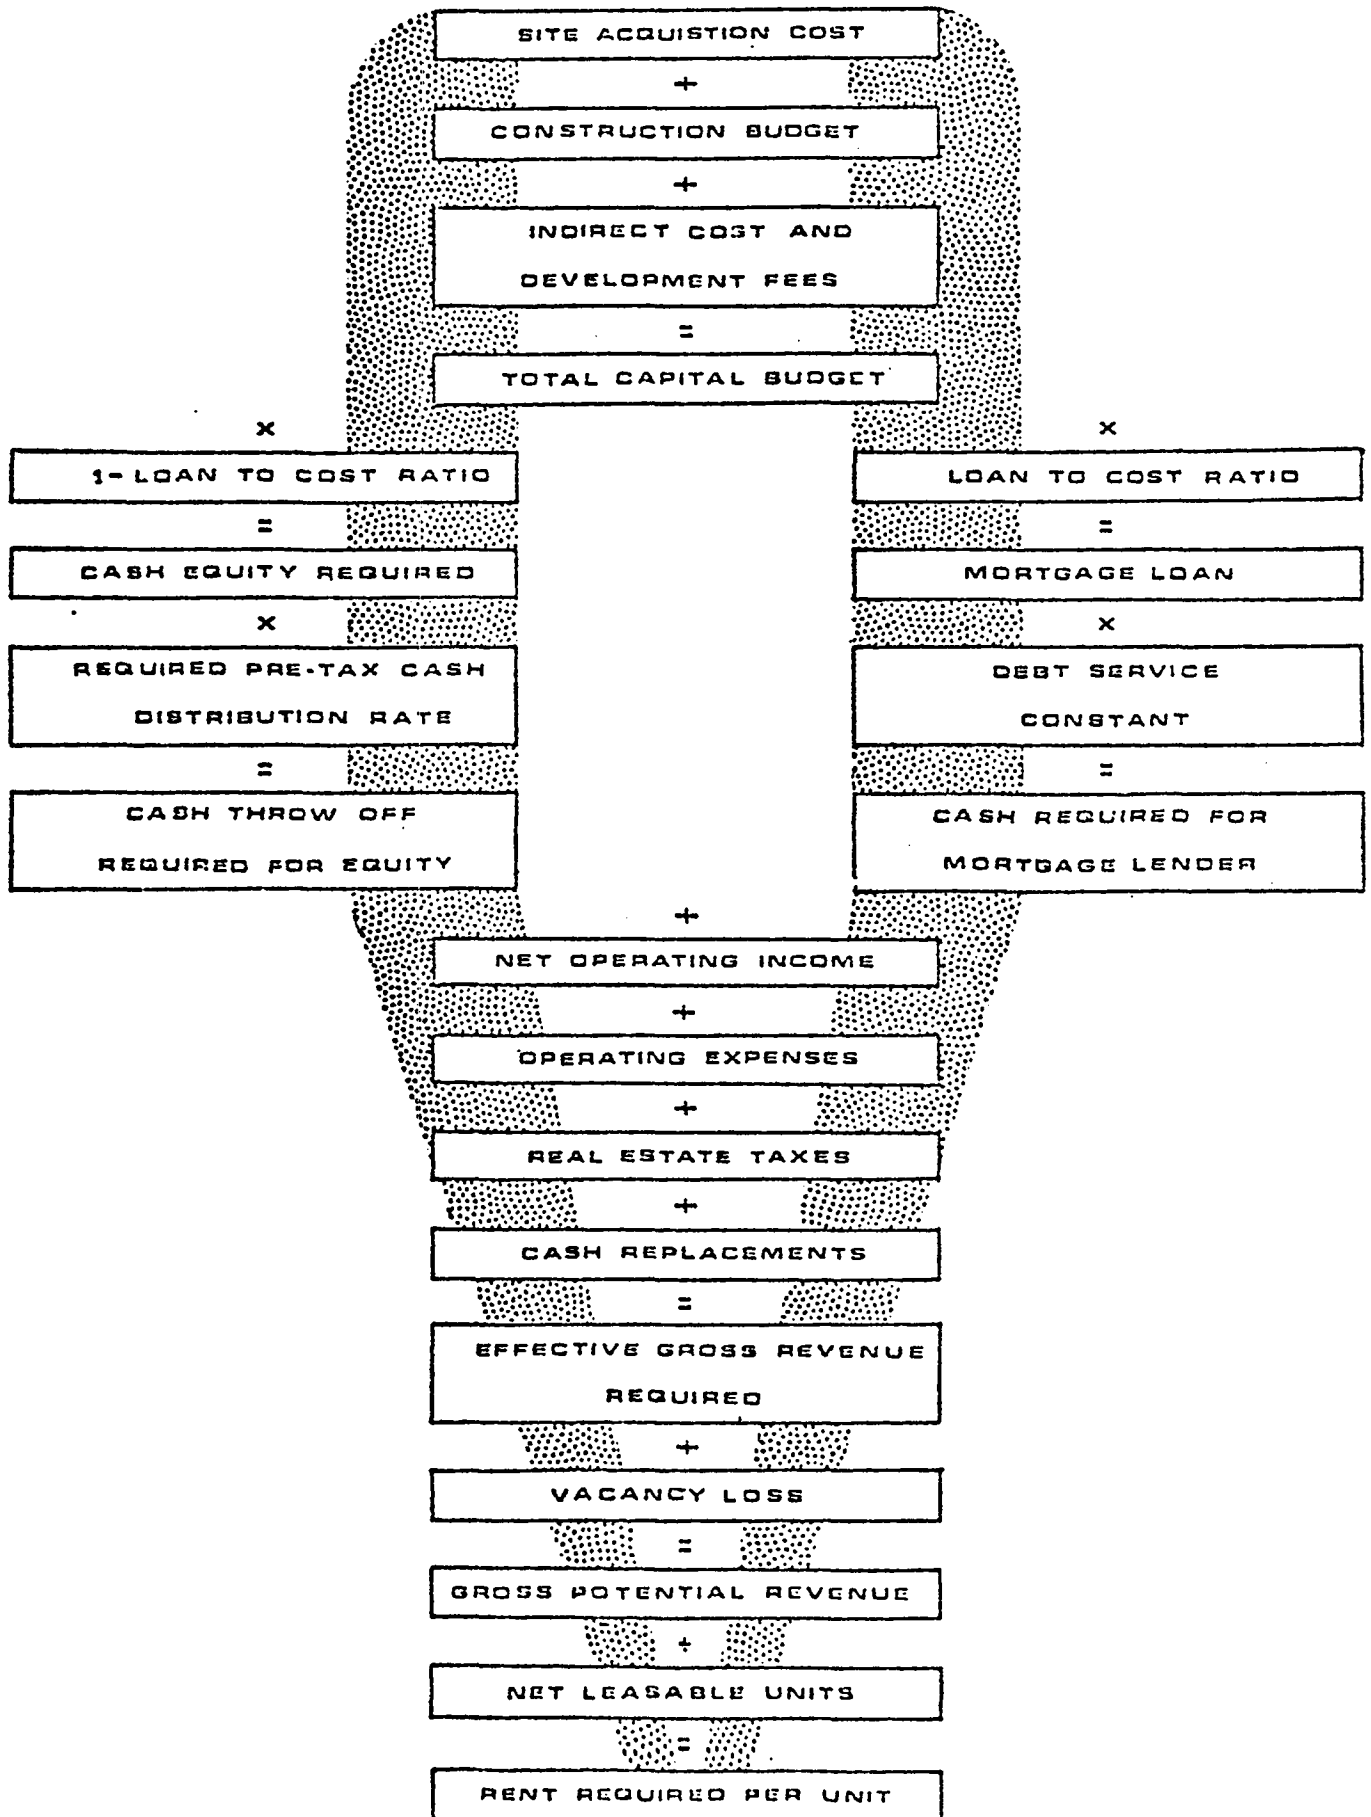 SITE ACQUISTION COST
+
CONSTRUCTION BUDGET
+
INDIRECT COST AND
DEVELOPMENT FEES
=
TOTAL CAPITAL BUDGET
×
1- LOAN TO COST RATIO
=
CASH EQUITY REQUIRED
×
REQUIRED PRE-TAX CASH
DISTRIBUTION RATE
=
CASH THROW OFF
REQUIRED FOR EQUITY
×
LOAN TO COST RATIO
=
MORTGAGE LOAN
×
DEBT SERVICE
CONSTANT
=
CASH REQUIRED FOR
MORTGAGE LENDER
+
NET OPERATING INCOME
+
OPERATING EXPENSES
+
REAL ESTATE TAXES
+
CASH REPLACEMENTS
=
EFFECTIVE GROSS REVENUE
REQUIRED
+
VACANCY LOSS
=
GROSS POTENTIAL REVENUE
÷
NET LEASABLE UNITS
=
RENT REQUIRED PER UNIT